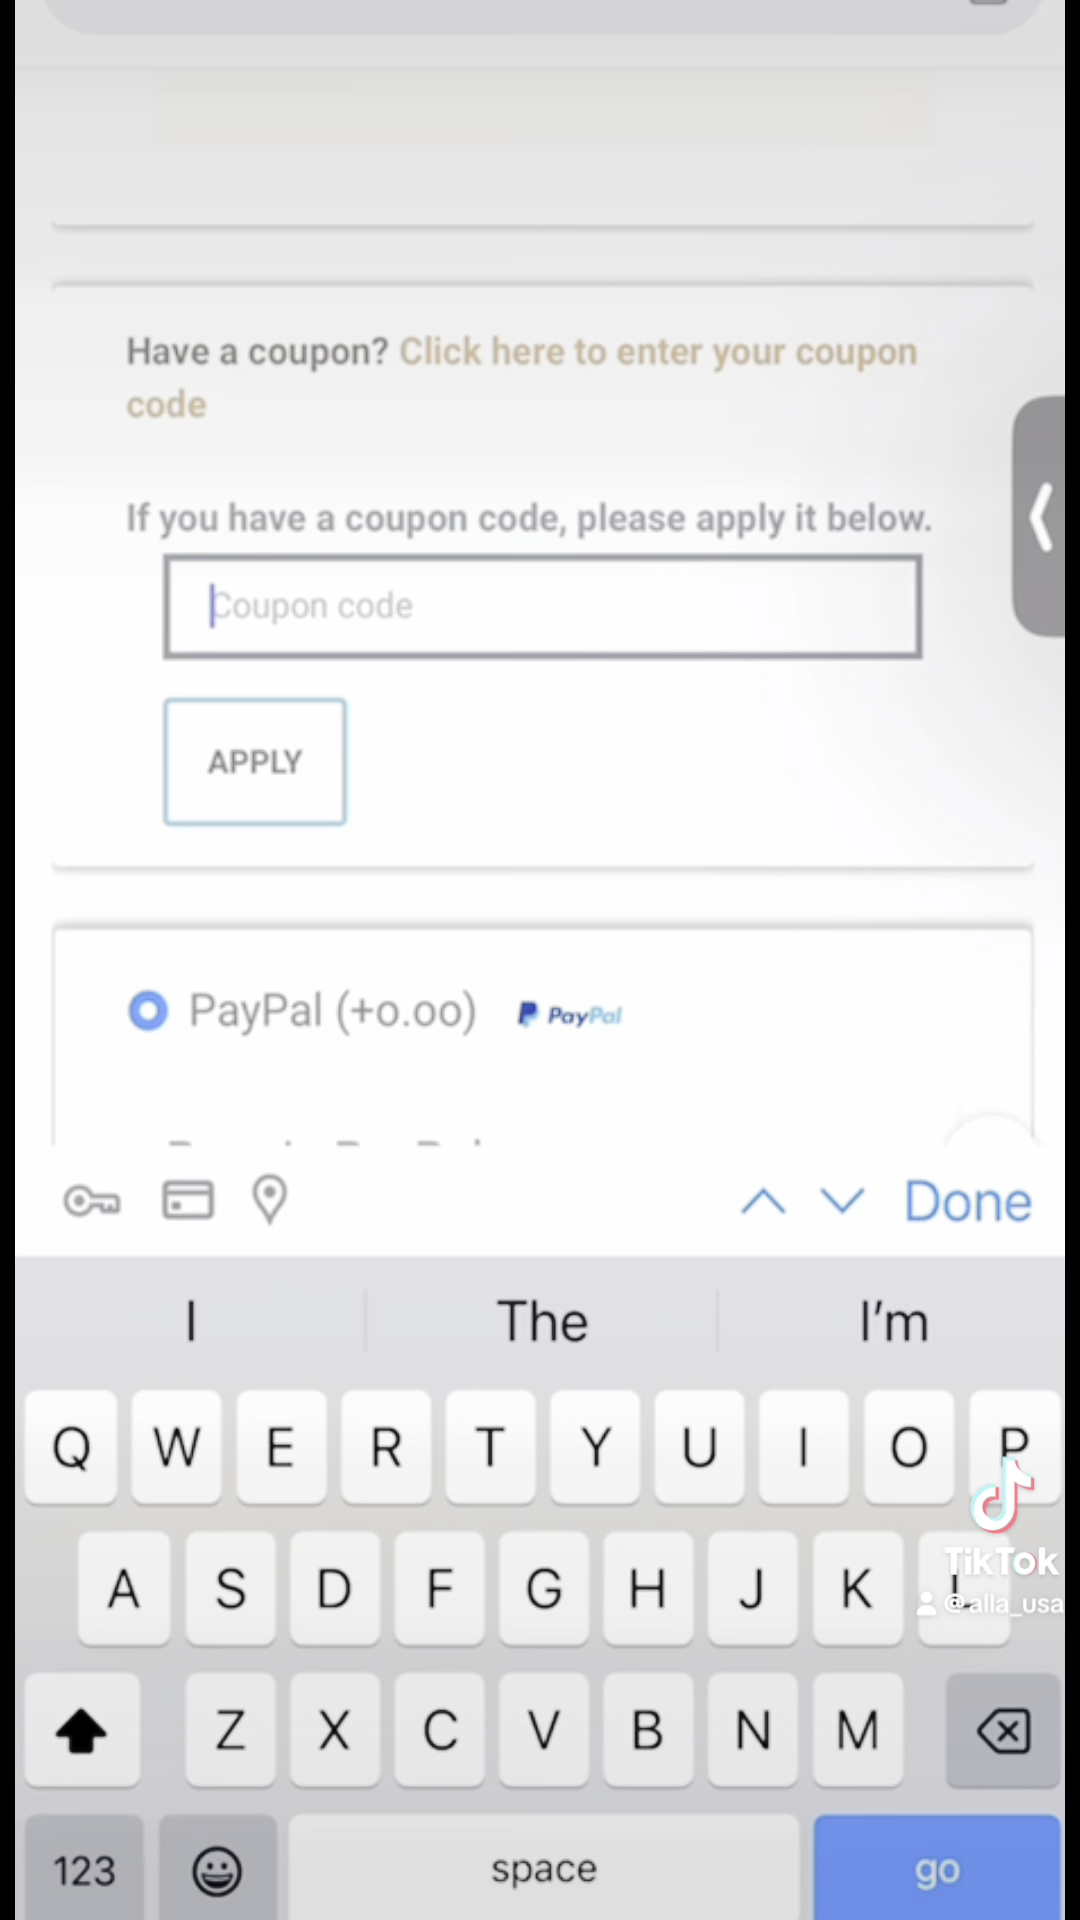 Have a coupon? Click here to enter your coupon
code
If you have a coupon code, please apply it below.
Coupon code
APPLY
PayPal (+0.00) PayPal
Done
I The I'm
Q W E R T Y U I O P
A S D F G H J K L
TikTok
@alla_usa
Z X C V B N M
123 space go